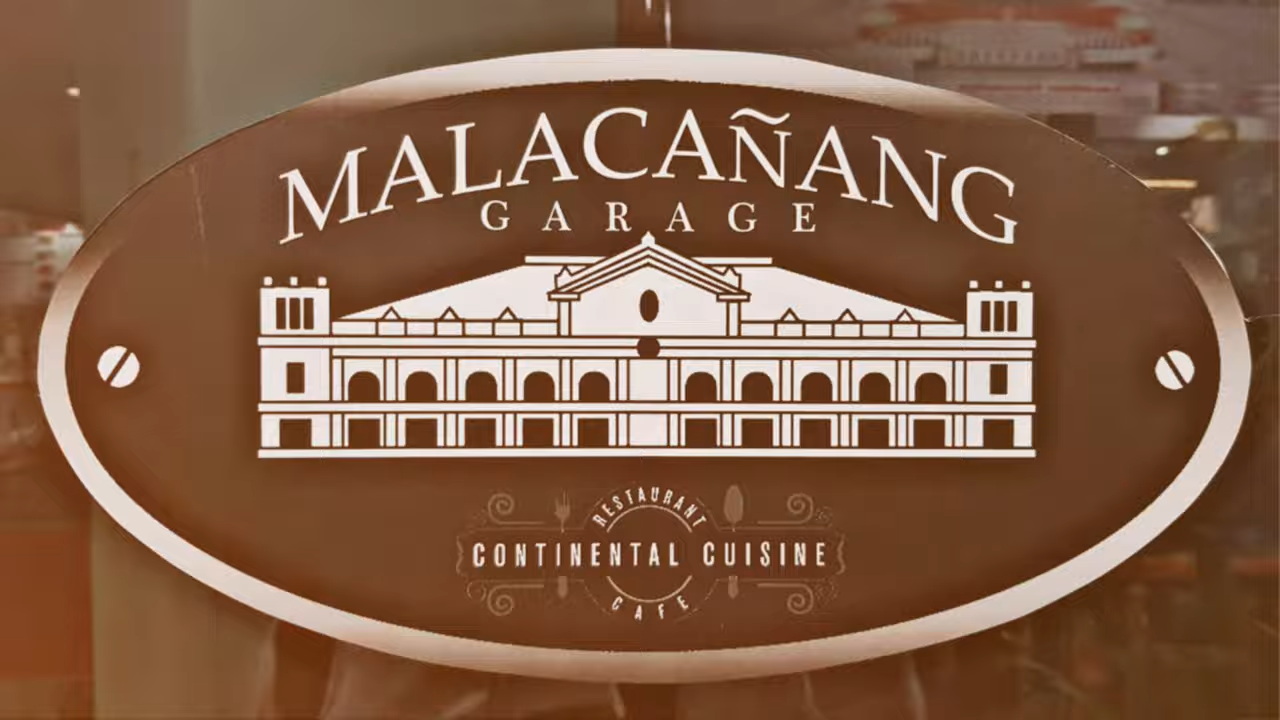 MALACAÑANG
GARAGE
RESTAURANT
CONTINENTAL CUISINE
CAFE